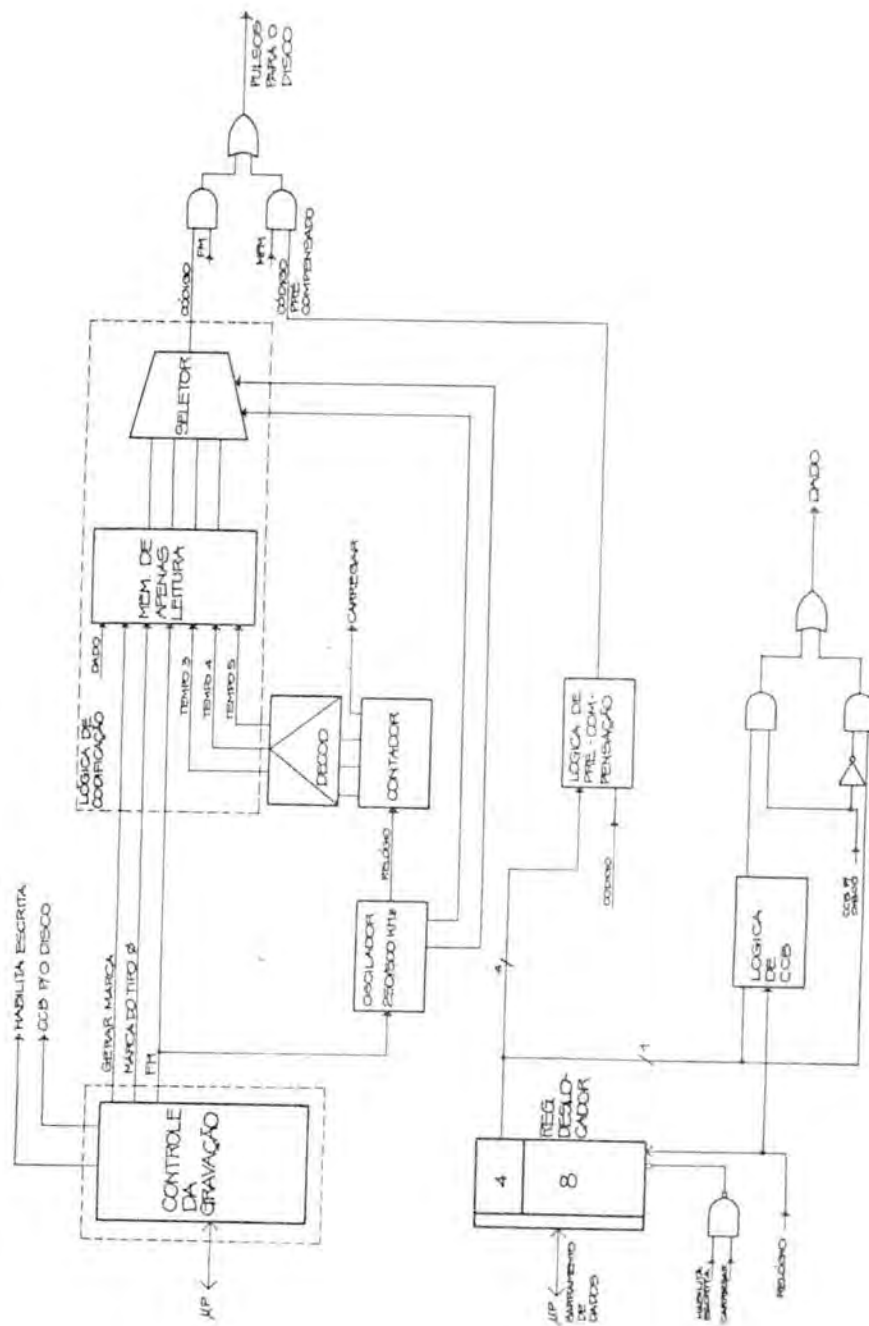 HABILITA ESCRITA
CCB P/O DISCO
CONTROLE
DA
GRAVAÇÃO
µP
GERAR MARCA
MARCA DO TIPO Ø
FM
LÓGICA DE
CODIFICAÇÃO
DADO
MEM. DE
APENAS
LEITURA
SELETOR
CÓDIGO
FM
MFM
CÓDIGO
PRÉ
COMPENSADO
PULSOS
PARA O
DISCO
TEMPO 3
TEMPO 4
TEMPO 5
DECOD
CONTADOR
CARREGAR
RELÓGIO
OSCILADOR
250/500 KHz
LÓGICA DE
PRÉ-COM-
PENSAÇÃO
CÓDIGO
4
1
REG.
DESLO-
CADOR
4
8
µP
BARRAMENTO
DE
DADOS
HABILITA
ESCRITA
CARREGAR
RELÓGIO
LÓGICA
DE
CCB
CCB P/
DISCO
DADO